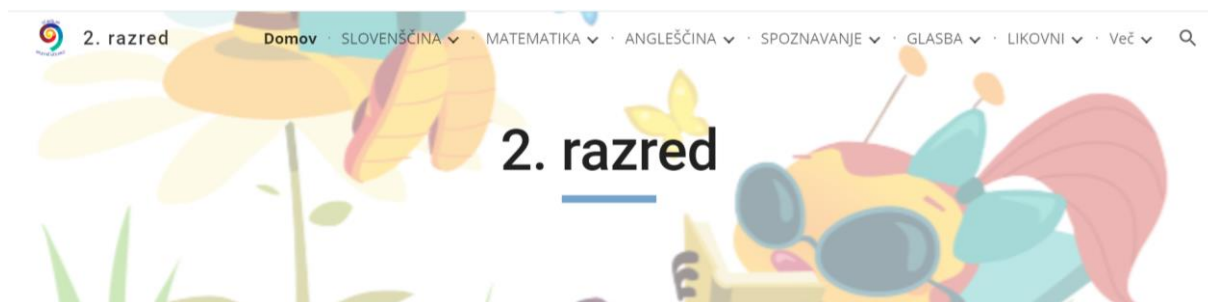 2. razred Domov · SLOVENŠČINA · MATEMATIKA · ANGLEŠČINA · SPOZNAVANJE · GLASBA · LIKOVNI · Več
2. razred